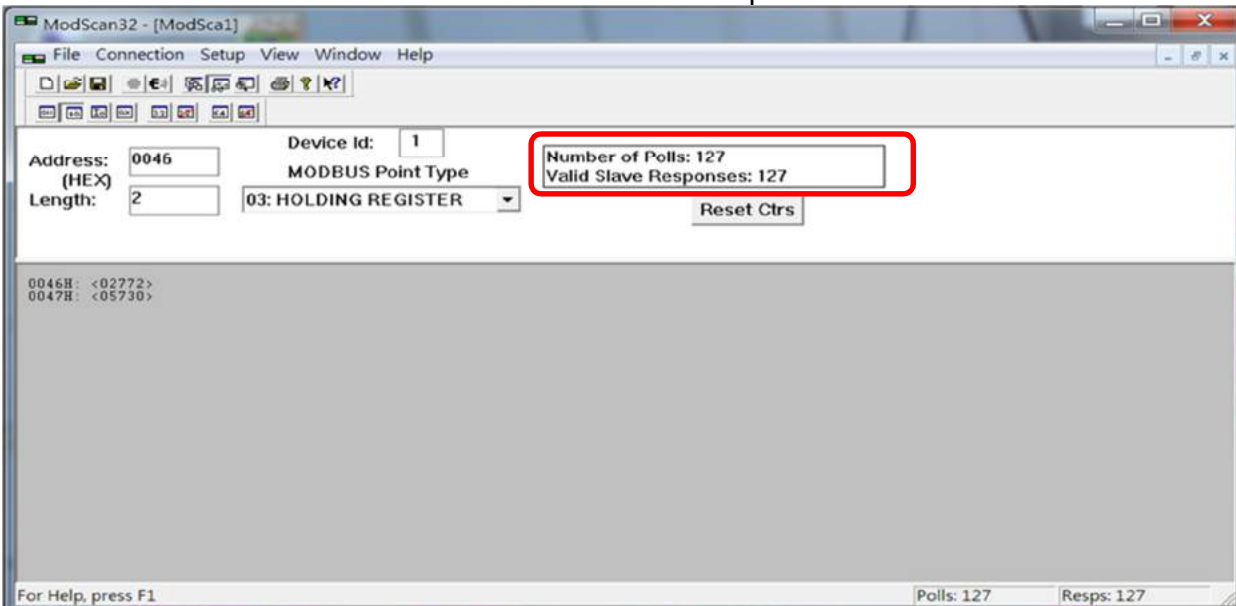 ModScan32 - [ModSca1]
File Connection Setup View Window Help
Device Id: 1
Address: 0046
(HEX)
MODBUS Point Type
Length: 2
03: HOLDING REGISTER
Number of Polls: 127
Valid Slave Responses: 127
Reset Ctrs
0046H: <02772>
0047H: <05730>
For Help, press F1
Polls: 127
Resps: 127